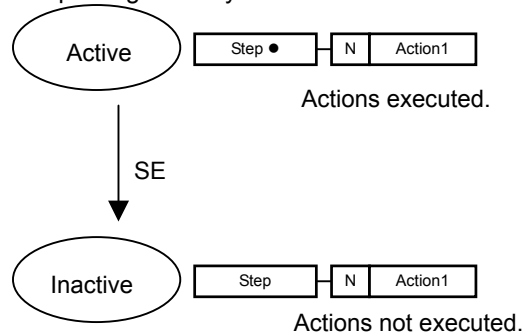 Active
Step ● N Action1
Actions executed.
SE
Inactive
Step N Action1
Actions not executed.